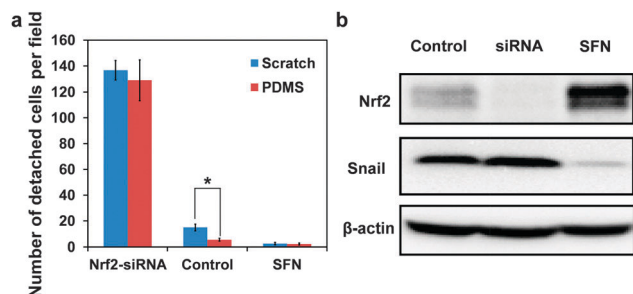 a
Number of detached cells per field
160
140
120
100
80
60
40
20
0
Scratch
PDMS
*
Nrf2-siRNA Control SFN
b
Control siRNA SFN
Nrf2
Snail
β-actin